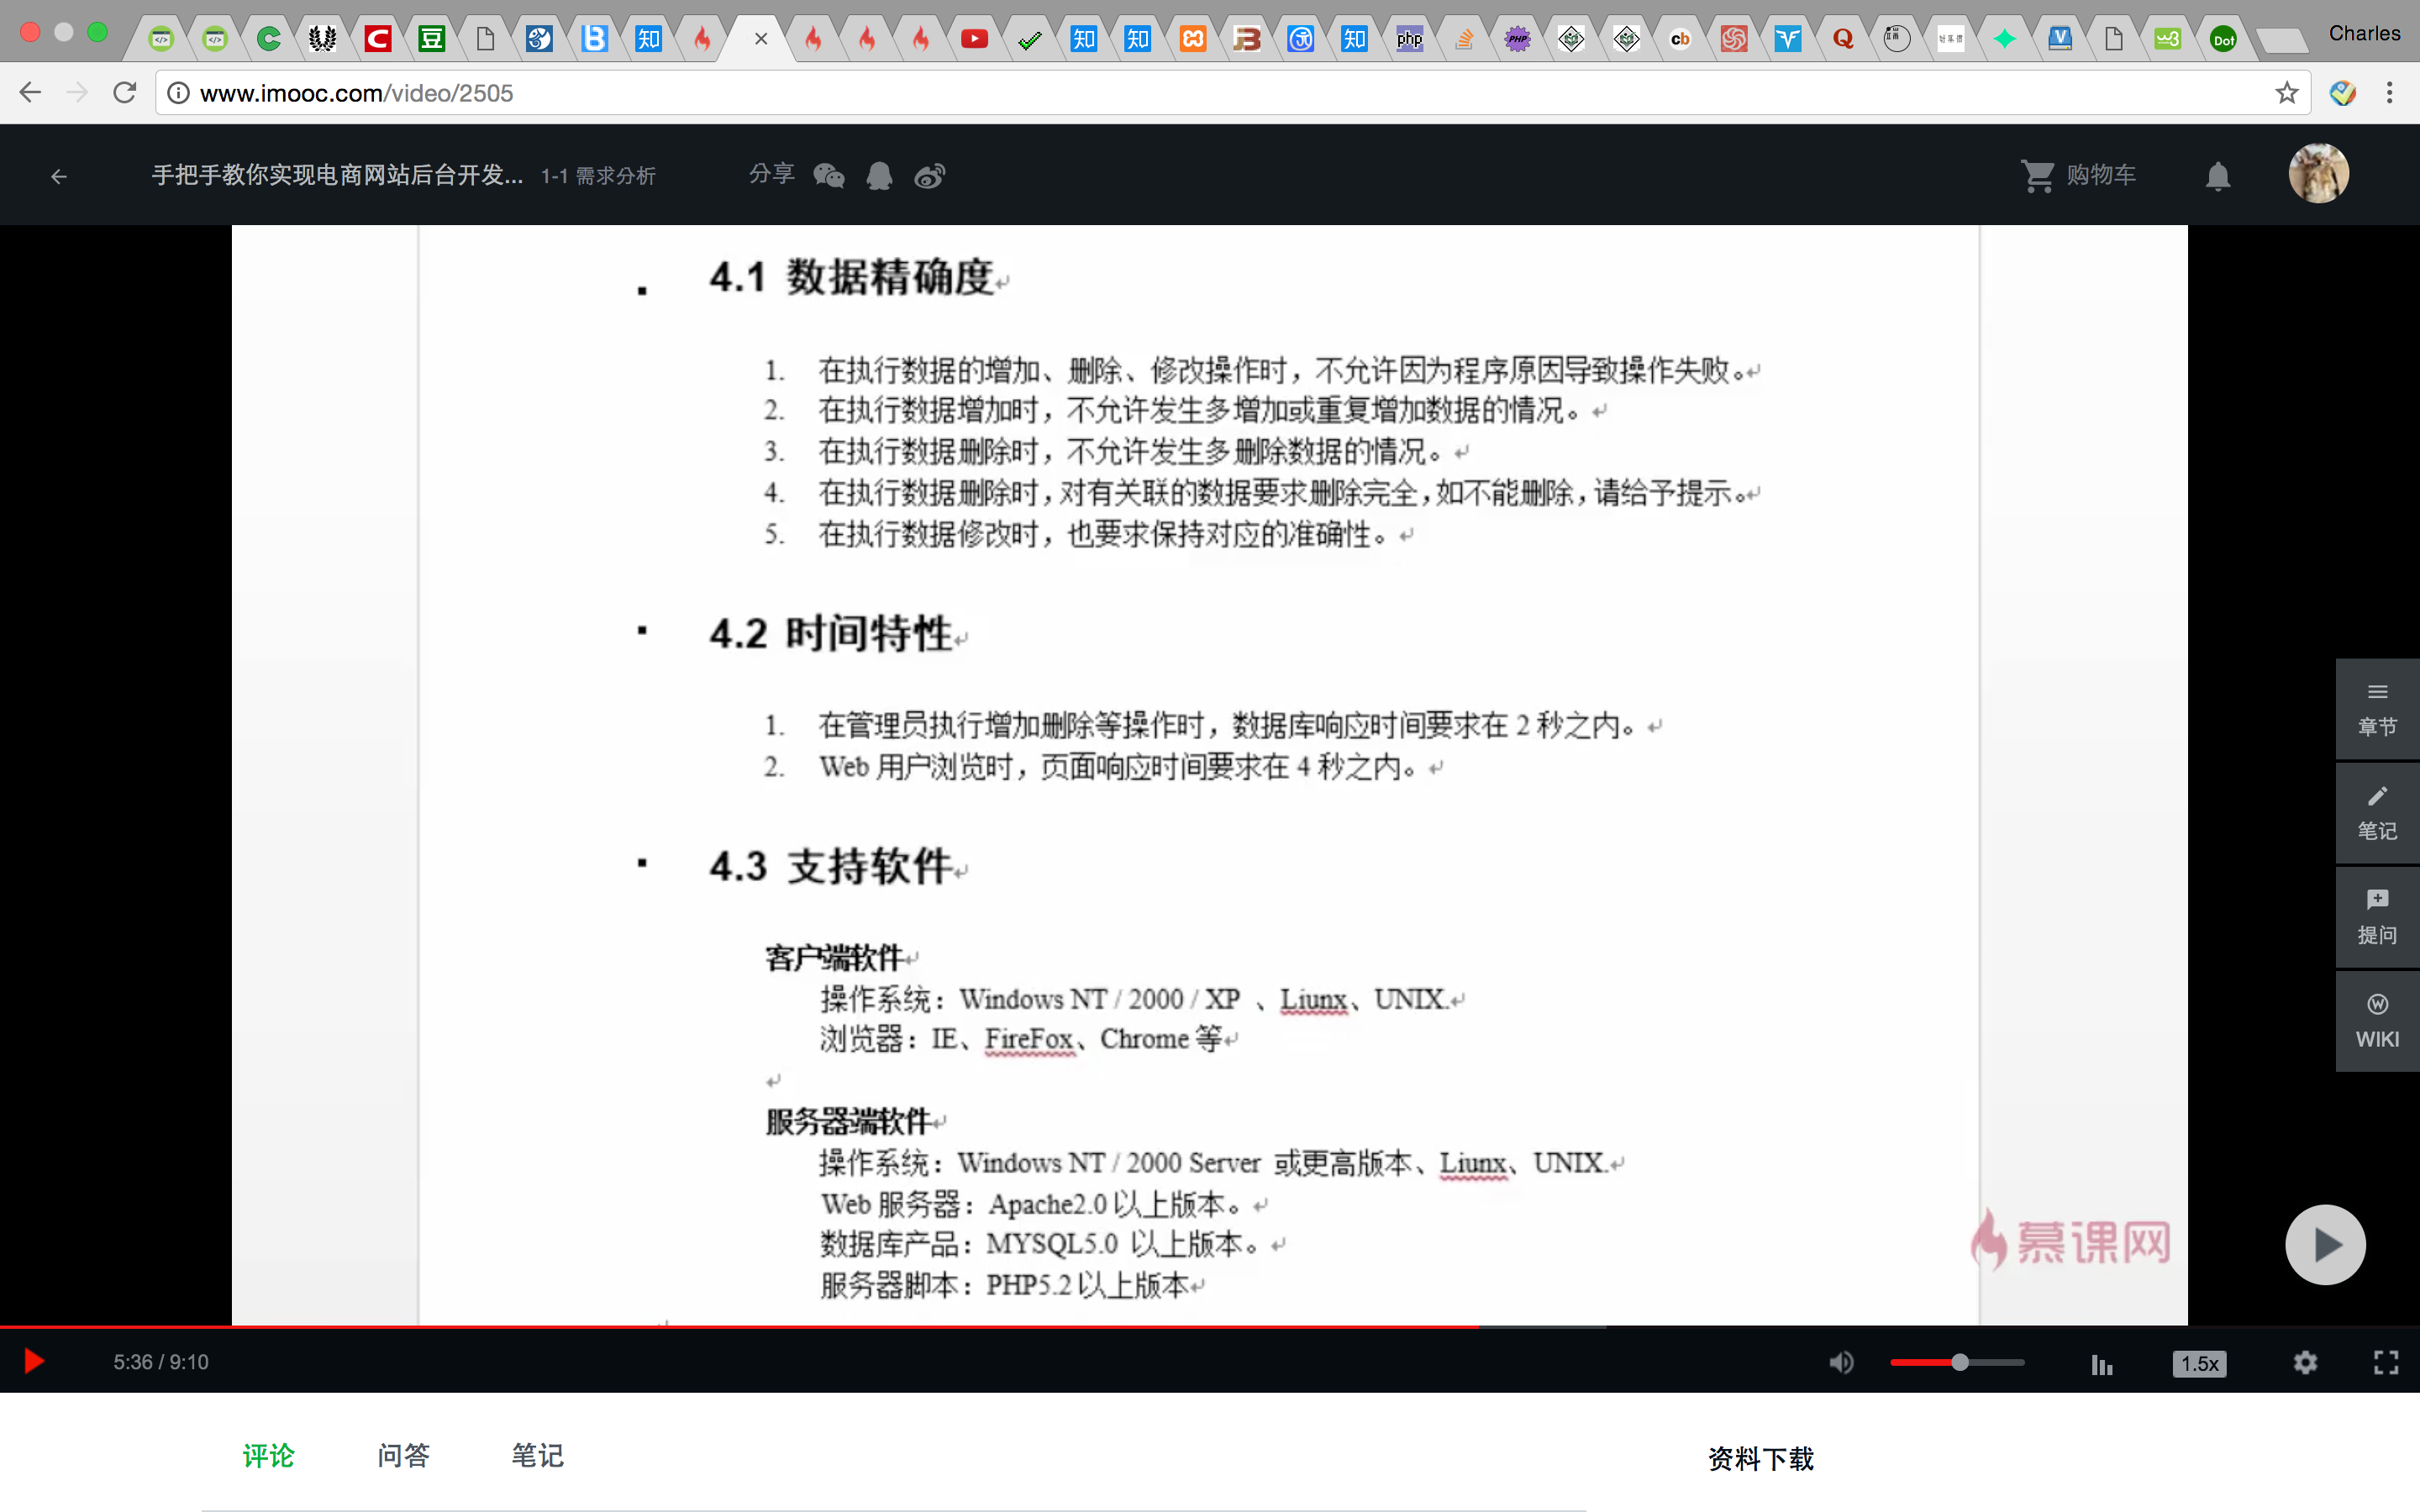 Charles
www.imooc.com/video/2505
手把手教你实现电商网站后台开发... 1-1 需求分析 分享 购物车
4.1 数据精确度
1. 在执行数据的增加、删除、修改操作时，不允许因为程序原因导致操作失败。
2. 在执行数据增加时，不允许发生多增加或重复增加数据的情况。
3. 在执行数据删除时，不允许发生多删除数据的情况。
4. 在执行数据删除时，对有关联的数据要求删除完全，如不能删除，请给予提示。
5. 在执行数据修改时，也要求保持对应的准确性。
4.2 时间特性
1. 在管理员执行增加删除等操作时，数据库响应时间要求在 2 秒之内。
2. Web 用户浏览时，页面响应时间要求在 4 秒之内。
4.3 支持软件
客户端软件
操作系统：Windows NT / 2000 / XP 、Liunx、UNIX.
浏览器：IE、FireFox、Chrome 等
服务器端软件
操作系统：Windows NT / 2000 Server 或更高版本、Liunx、UNIX.
Web 服务器：Apache2.0 以上版本。
数据库产品：MYSQL5.0 以上版本。
服务器脚本：PHP5.2 以上版本
慕课网
章节
笔记
提问
WIKI
5:36 / 9:10 1.5x
评论 问答 笔记 资料下载